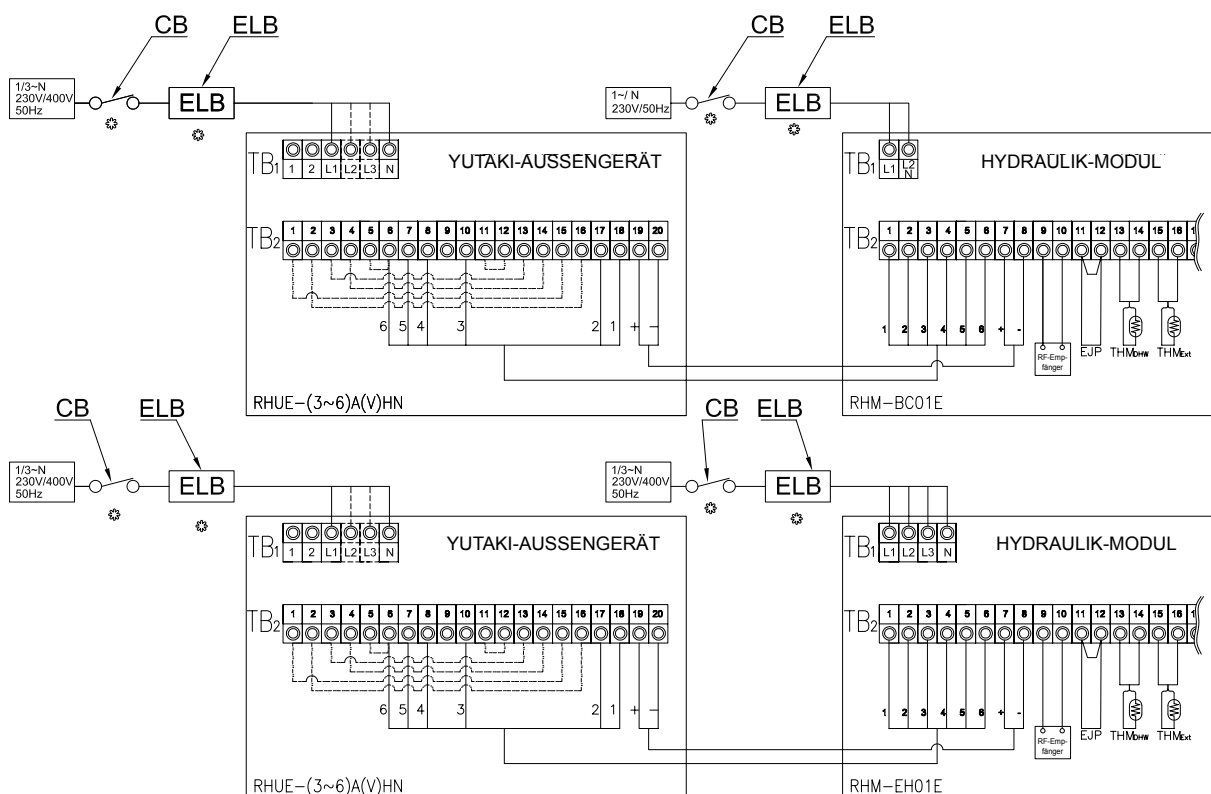 CB ELB CB ELB
1/3~N
230V/400V
50Hz
ELB
1~/ N
230V/50Hz
ELB
TB1
1 2 L1 L2 L3 N
YUTAKI-AUSSENGERÄT
TB1
L1 L2
N
HYDRAULIK-MODUL
TB2
1 2 3 4 5 6 7 8 9 10 11 12 13 14 15 16 17 18 19 20
6 5 4 3 2 1 + -
RHUE-(3~6)A(V)HN
TB2
1 2 3 4 5 6 7 8 9 10 11 12 13 14 15 16
1 2 3 4 5 6 + -
RF-Emp-
fänger
EJP THMDHW THMExt
RHM-BC01E
CB ELB CB ELB
1/3~N
230V/400V
50Hz
ELB
1/3~N
230V/400V
50Hz
ELB
TB1
1 2 L1 L2 L3 N
YUTAKI-AUSSENGERÄT
TB1
L1 L2 L3 N
HYDRAULIK-MODUL
TB2
1 2 3 4 5 6 7 8 9 10 11 12 13 14 15 16 17 18 19 20
6 5 4 3 2 1 + -
RHUE-(3~6)A(V)HN
TB2
1 2 3 4 5 6 7 8 9 10 11 12 13 14 15 16
1 2 3 4 5 6 + -
RF-Emp-
fänger
EJP THMDHW THMExt
RHM-EH01E